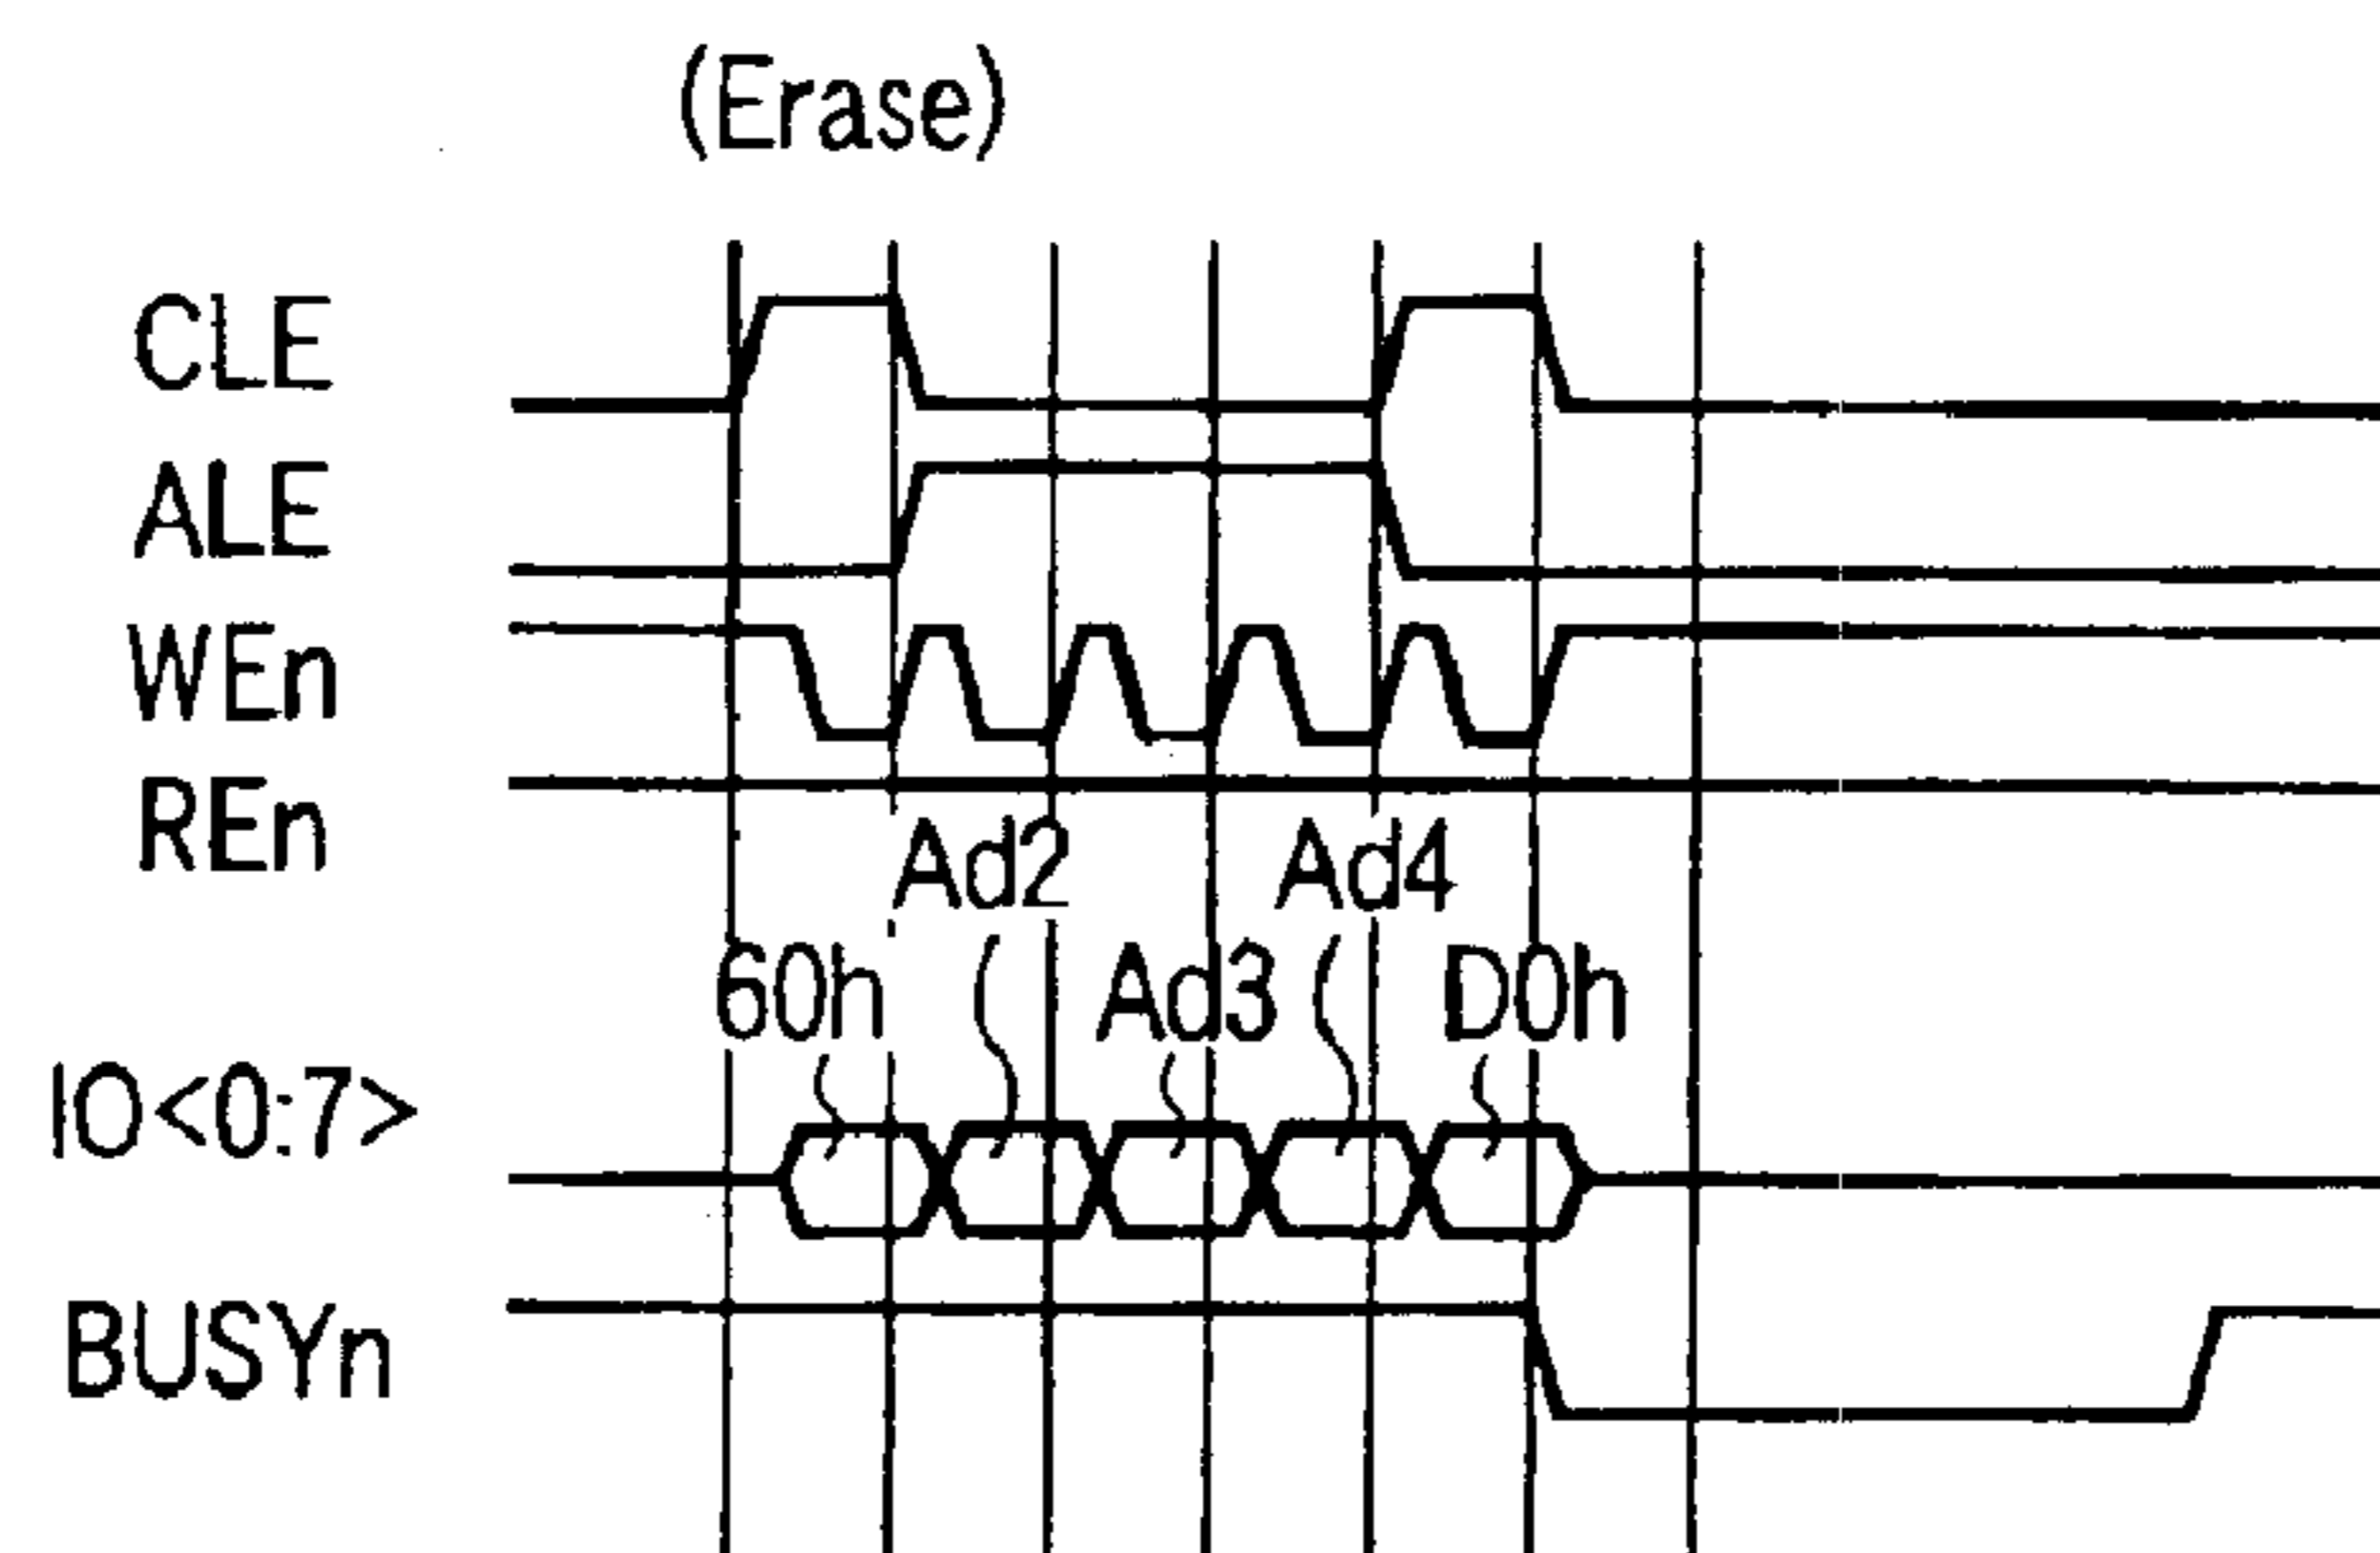 (Erase)
CLE
ALE
WEn
REn
Ad2 Ad4
60h Ad3 D0h
IO<0:7>
BUSYn